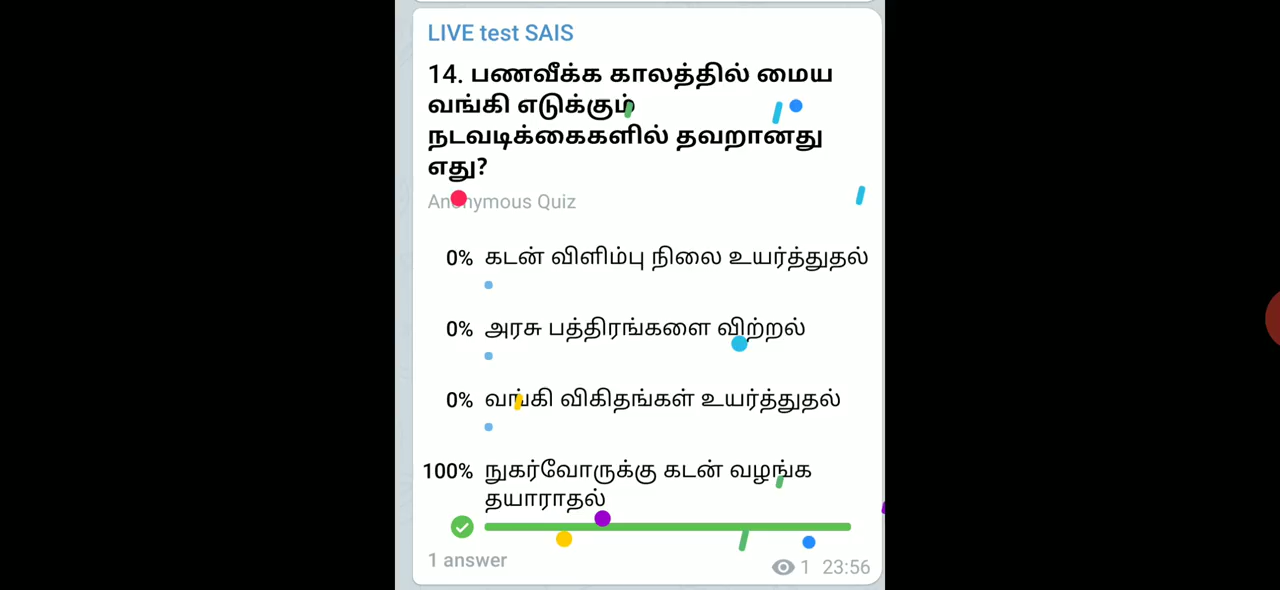 LIVE test SAIS
14. பணவீக்க காலத்தில் மைய
வங்கி எடுக்கும்
நடவடிக்கைகளில் தவறானது
எது?
Anonymous Quiz
0% கடன் விளிம்பு நிலை உயர்த்துதல்
0% அரசு பத்திரங்களை விற்றல்
0% வங்கி விகிதங்கள் உயர்த்துதல்
100% நுகர்வோருக்கு கடன் வழங்க
தயாராதல்
1 answer
1 23:56